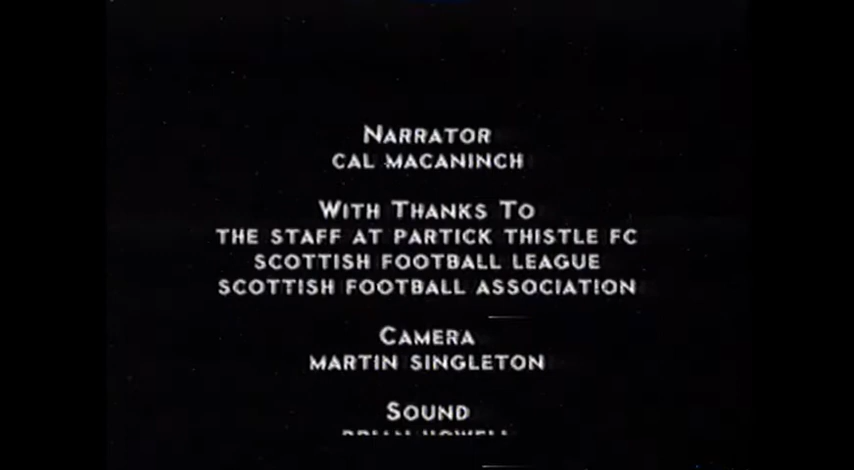 NARRATOR
CAL MACANINCH
WITH THANKS TO
THE STAFF AT PARTICK THISTLE FC
SCOTTISH FOOTBALL LEAGUE
SCOTTISH FOOTBALL ASSOCIATION
CAMERA
MARTIN SINGLETON
SOUND